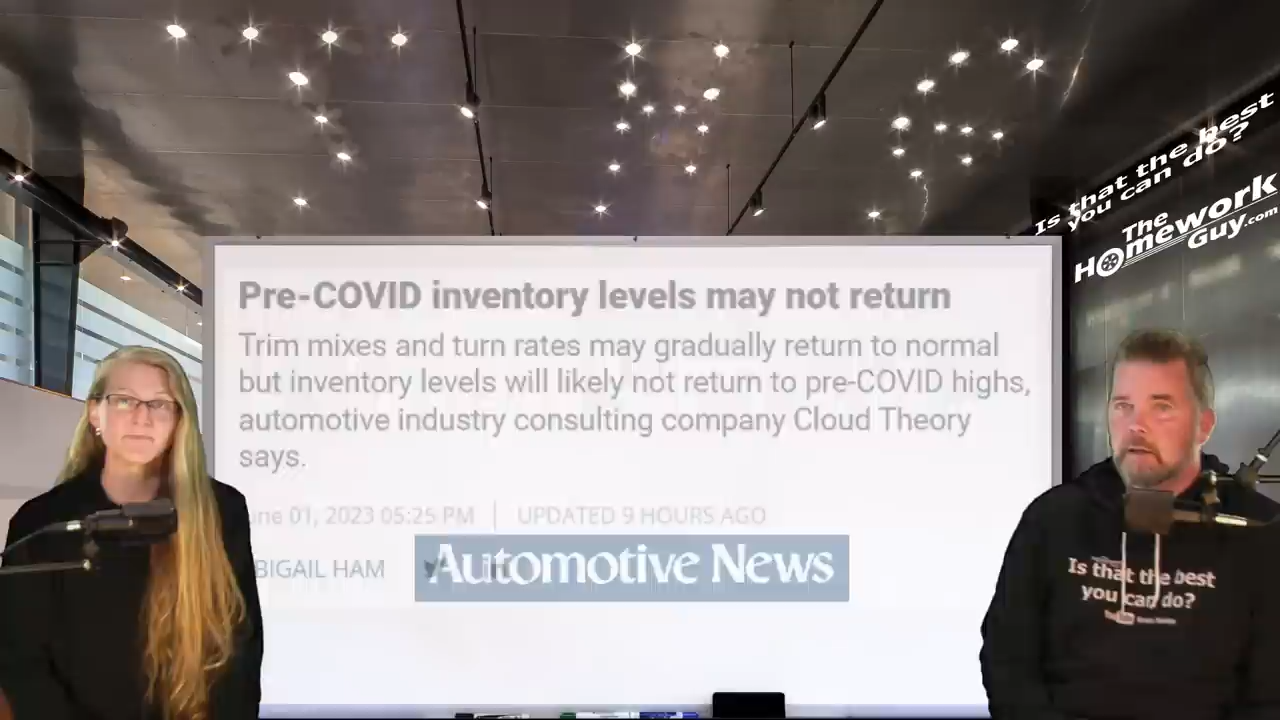 Is that the best
you can do?
The
Homework
Guy.com
Pre-COVID inventory levels may not return
Trim mixes and turn rates may gradually return to normal
but inventory levels will likely not return to pre-COVID highs,
automotive industry consulting company Cloud Theory
says.
une 01, 2023 05:25 PM | UPDATED 9 HOURS AGO
BIGAIL HAM
Automotive News
Is that the best
you can do?